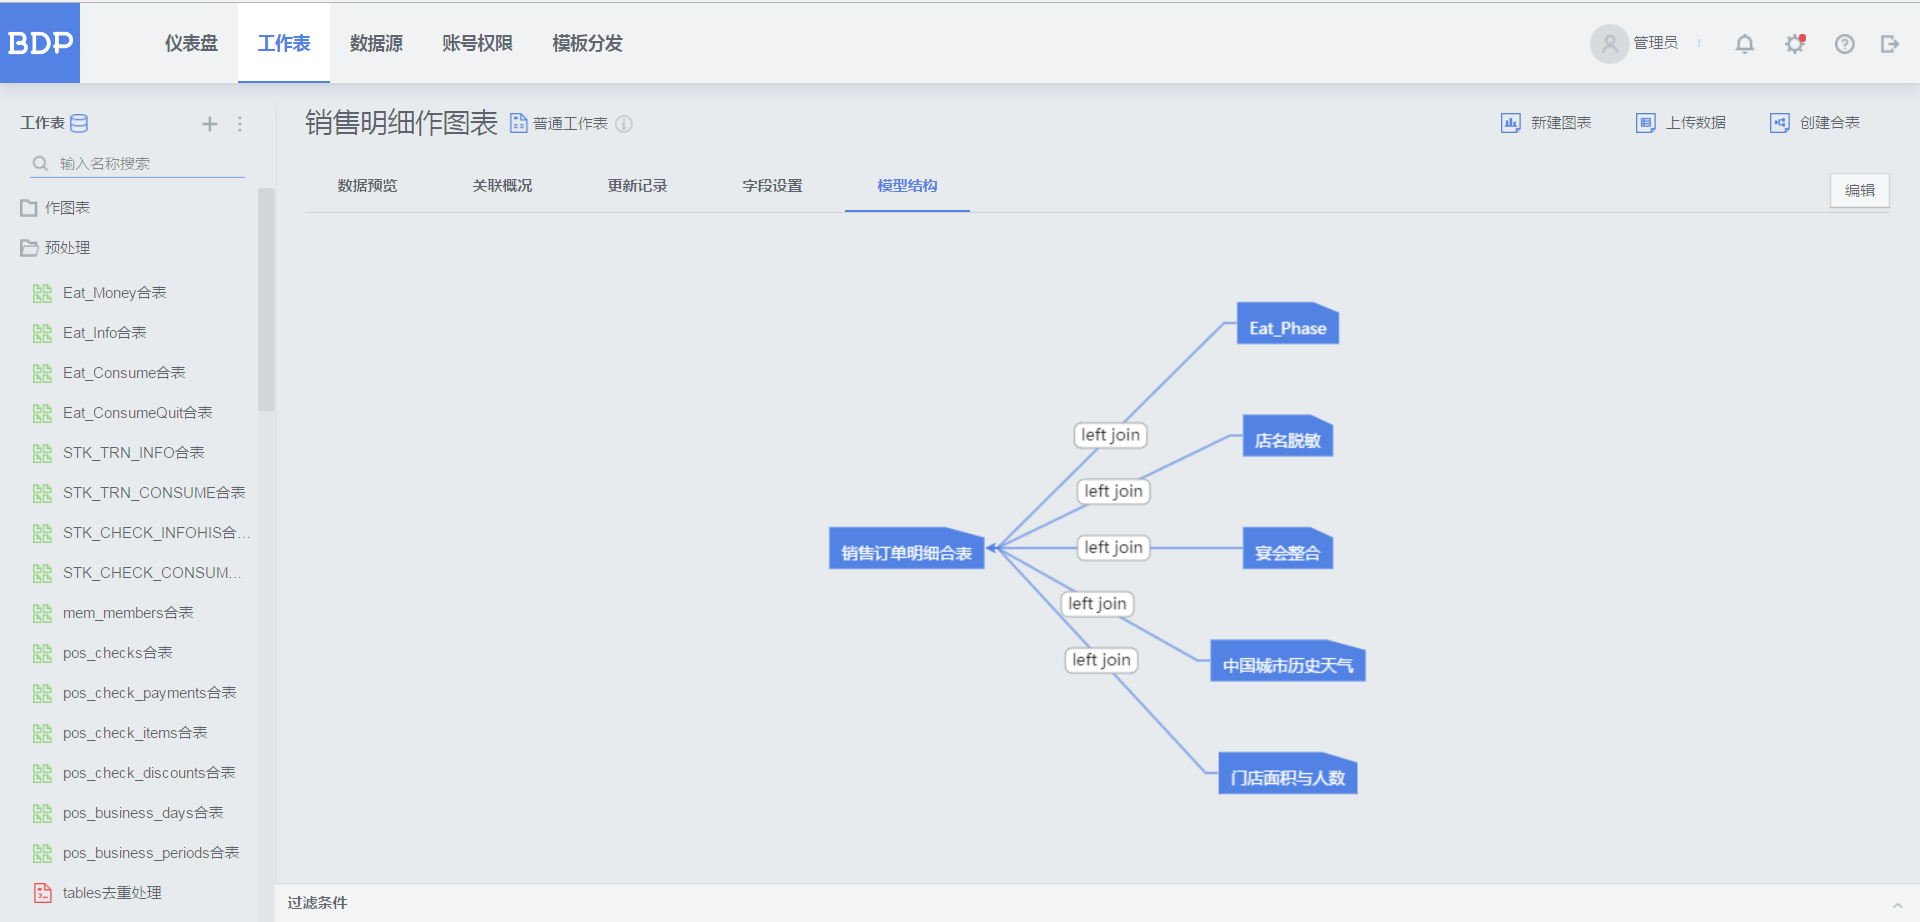 BDP
仪表盘
工作表
数据源
账号权限
模板分发
管理员
工作表
输入名称搜索
作图表
预处理
Eat_Money合表
Eat_Info合表
Eat_Consume合表
Eat_ConsumeQuit合表
STK_TRN_INFO合表
STK_TRN_CONSUME合表
STK_CHECK_INFOHIS合...
STK_CHECK_CONSUM...
mem_members合表
pos_checks合表
pos_check_payments合表
pos_check_items合表
pos_check_discounts合表
pos_business_days合表
pos_business_periods合表
tables去重处理
销售明细作图表
普通工作表
新建图表
上传数据
创建合表
数据预览
关联概况
更新记录
字段设置
模型结构
编辑
Eat_Phase
left join
店名脱敏
left join
销售订单明细合表
left join
宴会整合
left join
中国城市历史天气
left join
门店面积与人数
过滤条件